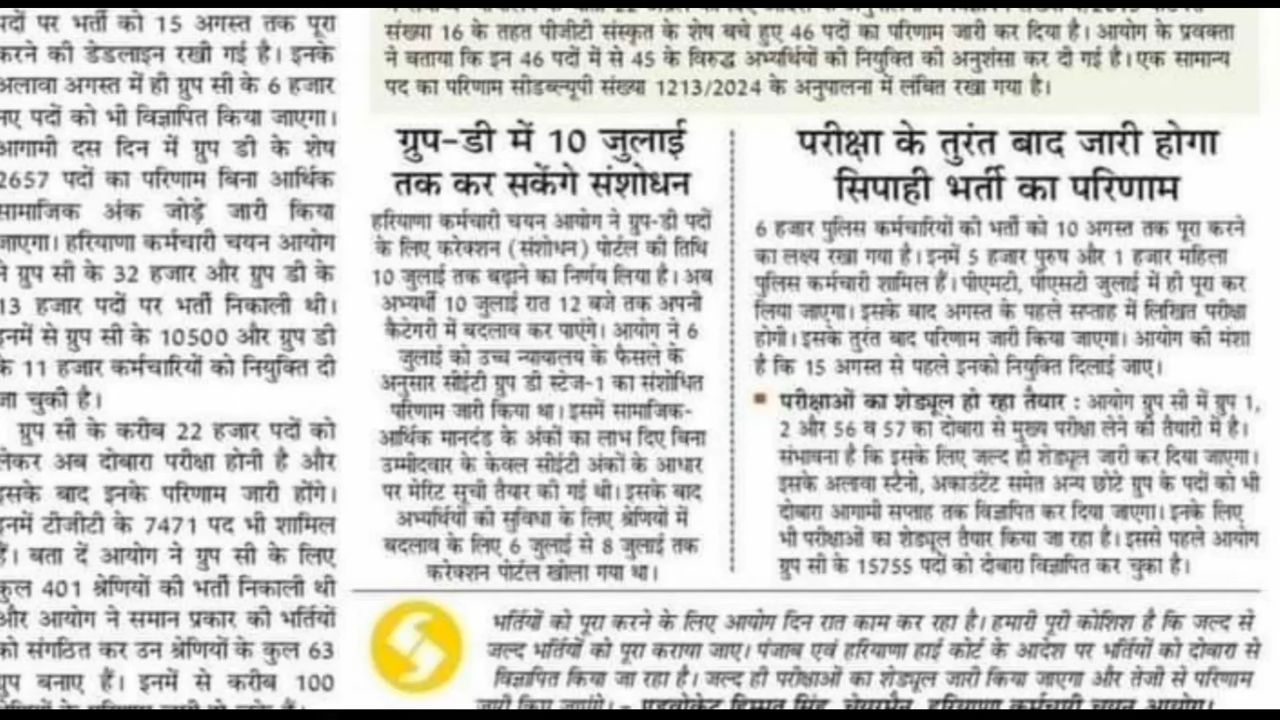 पदों पर भर्ती को 15 अगस्त तक पूरा
करने की डेडलाइन रखी गई है। इनके
अलावा अगस्त में ही ग्रुप सी के 6 हजार
नए पदों को भी विज्ञापित किया जाएगा।
आगामी दस दिन में ग्रुप डी के शेष
2657 पदों का परिणाम बिना आर्थिक
सामाजिक अंक जोड़े जारी किया
जाएगा। हरियाणा कर्मचारी चयन आयोग
ने ग्रुप सी के 32 हजार और ग्रुप डी के
13 हजार पदों पर भर्ती निकाली थी।
इनमें से ग्रुप सी के 10500 और ग्रुप डी
के 11 हजार कर्मचारियों को नियुक्ति दी
जा चुकी है।
ग्रुप सी के करीब 22 हजार पदों को
लेकर अब दोबारा परीक्षा होनी है और
इसके बाद इनके परिणाम जारी होंगे।
इनमें टीजीटी के 7471 पद भी शामिल
हैं। बता दें आयोग ने ग्रुप सी के लिए
कुल 401 श्रेणियों की भर्ती निकाली थी
और आयोग ने समान प्रकार की भर्तियों
को संगठित कर उन श्रेणियों के कुल 63
ग्रुप बनाए हैं। इनमें से करीब 100
संख्या 16 के तहत पीजीटी संस्कृत के शेष बचे हुए 46 पदों का परिणाम जारी कर दिया है। आयोग के प्रवक्ता
ने बताया कि इन 46 पदों में से 45 के विरुद्ध अभ्यर्थियों की नियुक्ति की अनुशंसा कर दी गई है। एक सामान्य
पद का परिणाम सीडब्ल्यूपी संख्या 1213/2024 के अनुपालना में लंबित रखा गया है।
ग्रुप-डी में 10 जुलाई
तक कर सकेंगे संशोधन
हरियाणा कर्मचारी चयन आयोग ने ग्रुप-डी पदों
के लिए करेक्शन (संशोधन) पोर्टल की तिथि
10 जुलाई तक बढ़ाने का निर्णय लिया है। अब
अभ्यर्थी 10 जुलाई रात 12 बजे तक अपनी
कैटेगरी में बदलाव कर पाएंगे। आयोग ने 6
जुलाई को उच्च न्यायालय के फैसले के
अनुसार सीईटी ग्रुप डी स्टेज-1 का संशोधित
परिणाम जारी किया था। इसमें सामाजिक-
आर्थिक मानदंड के अंकों का लाभ दिए बिना
उम्मीदवार के केवल सीईटी अंकों के आधार
पर मेरिट सूची तैयार की गई थी। इसके बाद
अभ्यर्थियों की सुविधा के लिए श्रेणियों में
बदलाव के लिए 6 जुलाई से 8 जुलाई तक
करेक्शन पोर्टल खोला गया था।
परीक्षा के तुरंत बाद जारी होगा
सिपाही भर्ती का परिणाम
6 हजार पुलिस कर्मचारियों की भर्ती को 10 अगस्त तक पूरा करने
का लक्ष्य रखा गया है। इनमें 5 हजार पुरुष और 1 हजार महिला
पुलिस कर्मचारी शामिल हैं। पीएमटी, पीएसटी जुलाई में ही पूरा कर
लिया जाएगा। इसके बाद अगस्त के पहले सप्ताह में लिखित परीक्षा
होगी। इसके तुरंत बाद परिणाम जारी किया जाएगा। आयोग की मंशा
है कि 15 अगस्त से पहले इनको नियुक्ति दिलाई जाए।
परीक्षाओं का शेड्यूल हो रहा तैयार : आयोग ग्रुप सी में ग्रुप 1,
2 और 56 व 57 का दोबारा से मुख्य परीक्षा लेने की तैयारी में है।
संभावना है कि इसके लिए जल्द ही शेड्यूल जारी कर दिया जाएगा।
इसके अलावा स्टेनो, अकाउंटेंट समेत अन्य छोटे ग्रुप के पदों को भी
दोबारा आगामी सप्ताह तक विज्ञापित कर दिया जाएगा। इनके लिए
भी परीक्षाओं का शेड्यूल तैयार किया जा रहा है। इससे पहले आयोग
ग्रुप सी के 15755 पदों को दोबारा विज्ञापित कर चुका है।
भर्तियों को पूरा करने के लिए आयोग दिन रात काम कर रहा है। हमारी पूरी कोशिश है कि जल्द से
जल्द भर्तियों को पूरा कराया जाए। पंजाब एवं हरियाणा हाई कोर्ट के आदेश पर भर्तियों को दोबारा से
विज्ञापित किया जा रहा है। जल्द ही परीक्षाओं का शेड्यूल जारी किया जाएगा और तेजी से परिणाम
जारी किए जाएंगे। - एडवोकेट हिम्मत सिंह, चेयरमैन, हरियाणा कर्मचारी चयन आयोग।